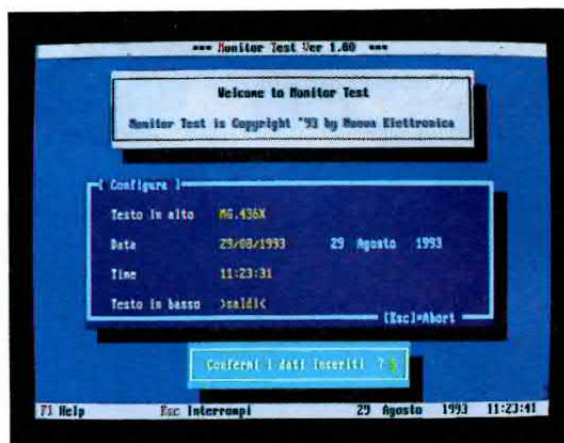 *** Monitor Test Ver 1.00 ***
Welcome to Monitor Test
Monitor Test is Copyright '93 by Nuova Elettronica
[ Configura ]
Testo in alto MG.436X
Data 29/08/1993 29 Agosto 1993
Time 11:23:31
Testo in basso >saldi<
[Esc]=Abort
Confermi i dati inseriti ?
F1 Help Esc Interrompi 29 Agosto 1993 11:23:41